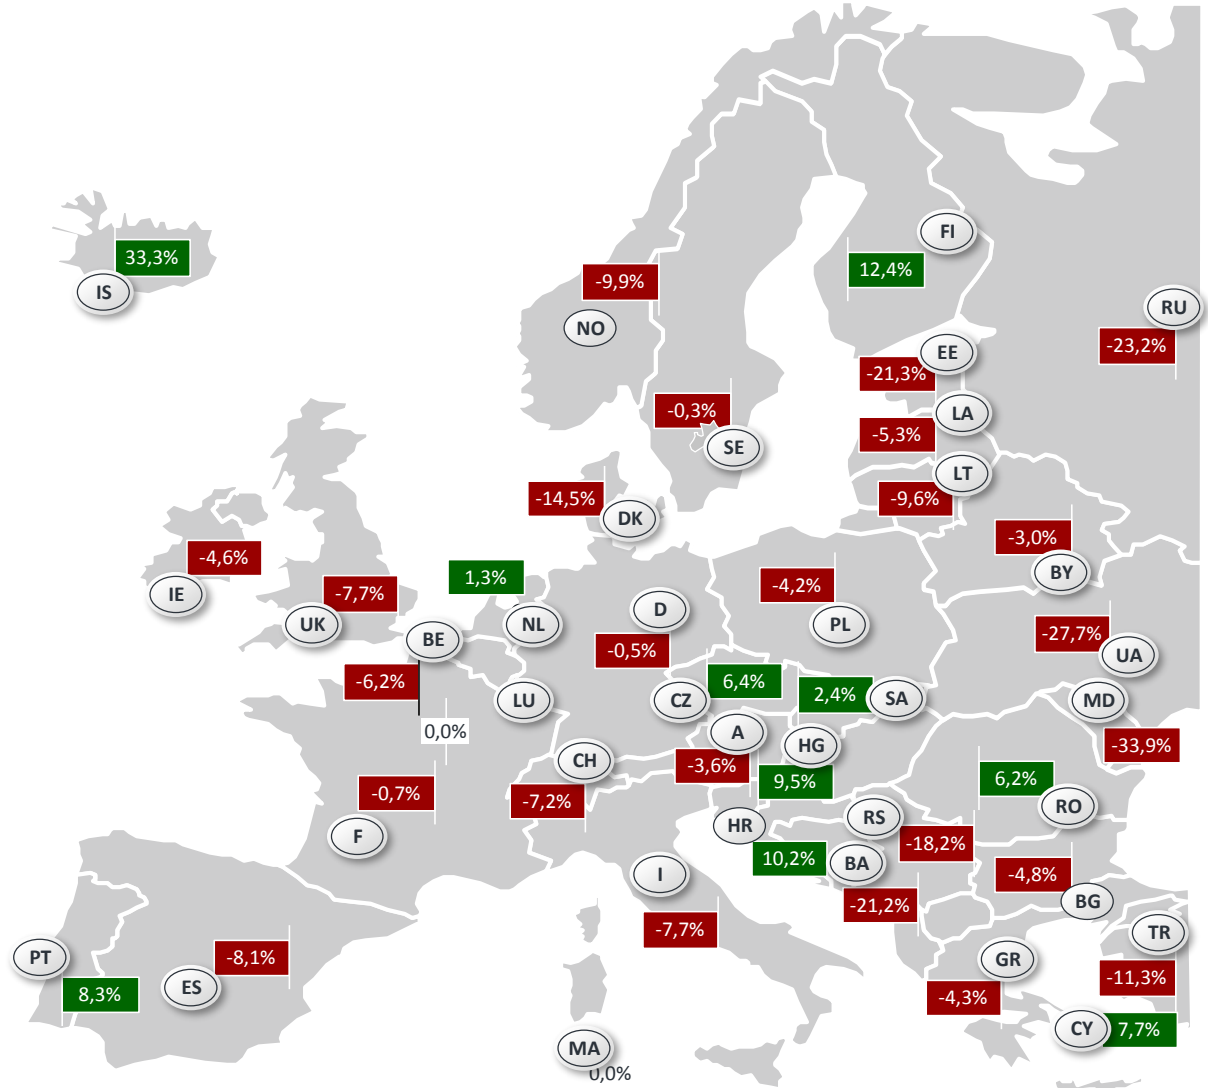 FI
33,3%
12,4%
-9,9%
IS
RU
NO
-23,2%
EE
-21,3%
-0,3%
LA
-5,3%
SE
LT
-14,5%
-9,6%
DK
-3,0%
-4,6%
BY
1,3%
-4,2%
IE
-7,7%
D
UK
BE
NL
PL
-27,7%
-0,5%
UA
-6,2%
6,4%
2,4%
LU
CZ
SA
MD
0,0%
A
HG
-33,9%
CH
-3,6%
9,5%
6,2%
-0,7%
-7,2%
RO
F
HR
RS
-18,2%
10,2%
BA
I
-4,8%
-21,2%
BG
-7,7%
TR
PT
-8,1%
GR
-11,3%
8,3%
ES
-4,3%
CY
7,7%
MA
0,0%